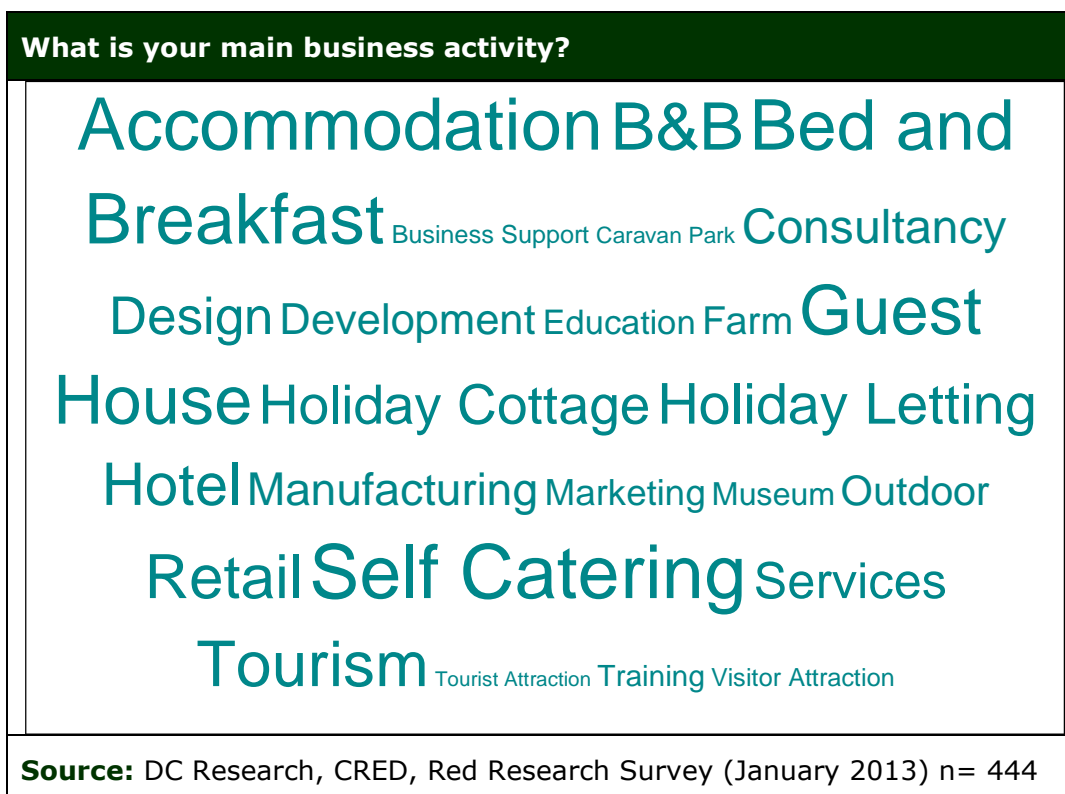 What is your main business activity?
Accommodation B&B Bed and
Breakfast Business Support Caravan Park Consultancy
Design Development Education Farm Guest
House Holiday Cottage Holiday Letting
Hotel Manufacturing Marketing Museum Outdoor
Retail Self Catering Services
Tourism Tourist Attraction Training Visitor Attraction
Source: DC Research, CRED, Red Research Survey (January 2013) n= 444